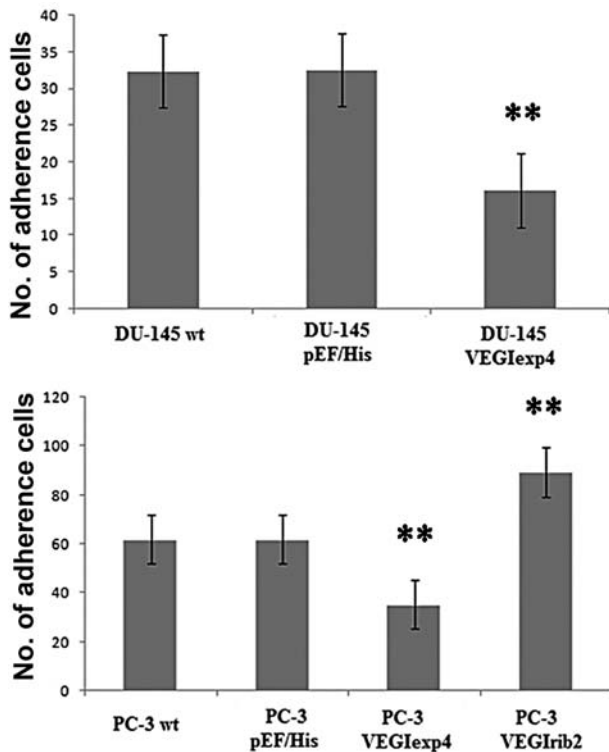 No. of adherence cells
40
35
30
25
20
15
10
5
0
**
DU-145 wt
DU-145
pEF/His
DU-145
VEGIexp4
No. of adherence cells
120
100
80
60
40
20
0
**
**
PC-3 wt
PC-3
pEF/His
PC-3
VEGIexp4
PC-3
VEGIrib2